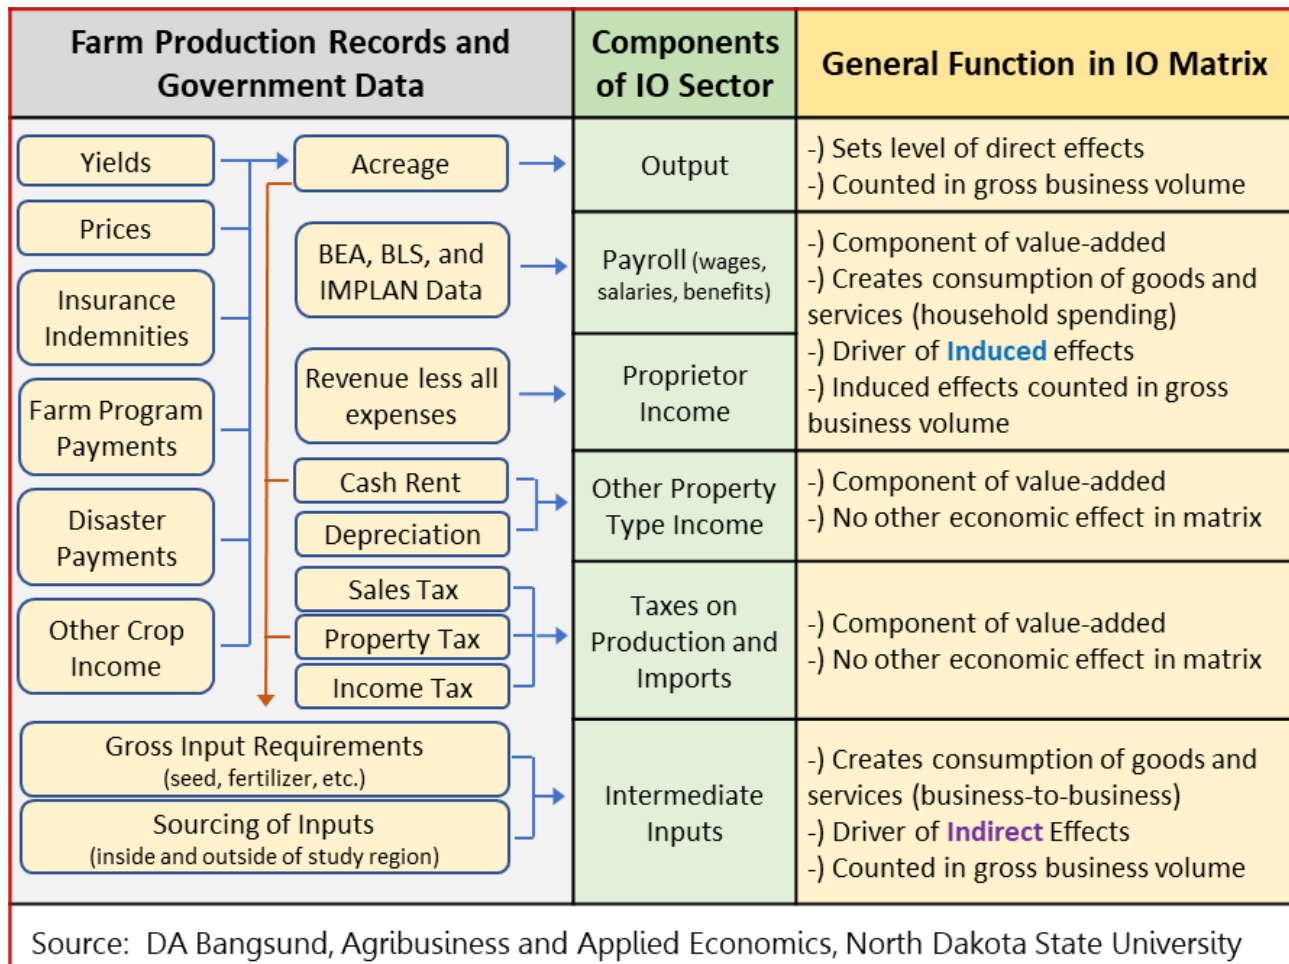 Farm Production Records and
Government Data
Components
of IO Sector
General Function in IO Matrix
Yields
Prices
Insurance
Indemnities
Farm Program
Payments
Disaster
Payments
Other Crop
Income
Acreage
BEA, BLS, and
IMPLAN Data
Revenue less all
expenses
Cash Rent
Depreciation
Sales Tax
Property Tax
Income Tax
Gross Input Requirements
(seed, fertilizer, etc.)
Sourcing of Inputs
(inside and outside of study region)
Output
Payroll (wages,
salaries, benefits)
Proprietor
Income
Other Property
Type Income
Taxes on
Production and
Imports
Intermediate
Inputs
-) Sets level of direct effects
-) Counted in gross business volume
-) Component of value-added
-) Creates consumption of goods and
services (household spending)
-) Driver of Induced effects
-) Induced effects counted in gross
business volume
-) Component of value-added
-) No other economic effect in matrix
-) Component of value-added
-) No other economic effect in matrix
-) Creates consumption of goods and
services (business-to-business)
-) Driver of Indirect Effects
-) Counted in gross business volume
Source: DA Bangsund, Agribusiness and Applied Economics, North Dakota State University